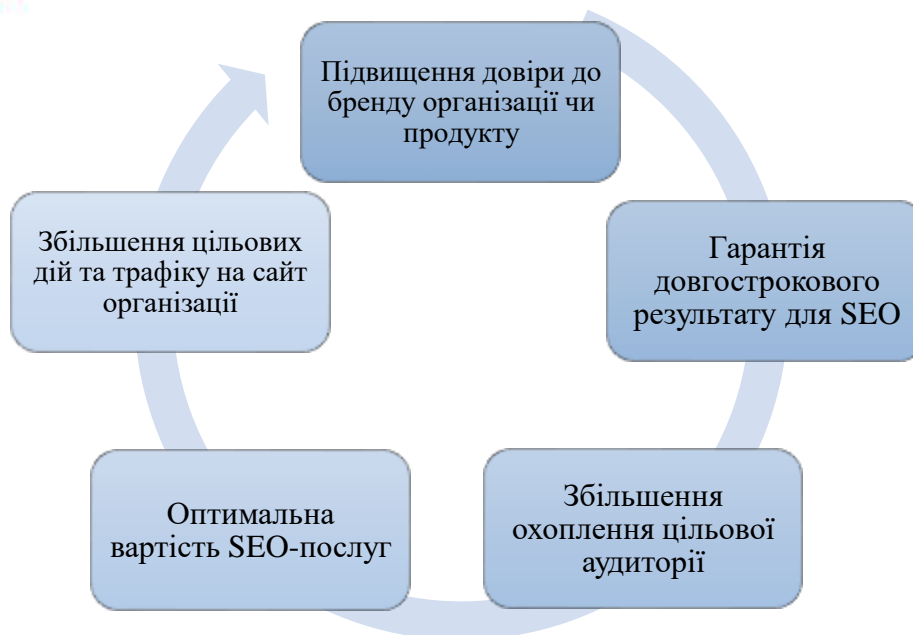 Підвищення довіри до
бренду організації чи
продукту
Гарантія
довгострокового
результату для SEO
Збільшення
охоплення цільової
аудиторії
Оптимальна
вартість SEO-послуг
Збільшення цільових
дій та трафіку на сайт
організації